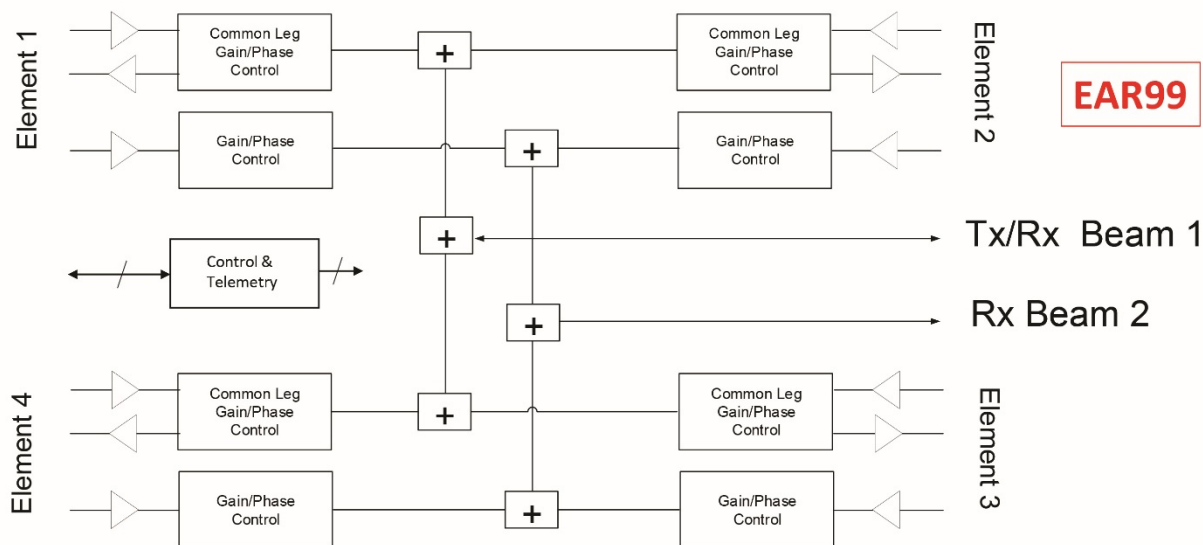 Element 1
Common Leg
Gain/Phase
Control
+
Common Leg
Gain/Phase
Control
Element 2
EAR99
Gain/Phase
Control
+
Gain/Phase
Control
+
Tx/Rx Beam 1
Control &
Telemetry
+
Rx Beam 2
Element 4
Common Leg
Gain/Phase
Control
+
Common Leg
Gain/Phase
Control
Element 3
Gain/Phase
Control
+
Gain/Phase
Control